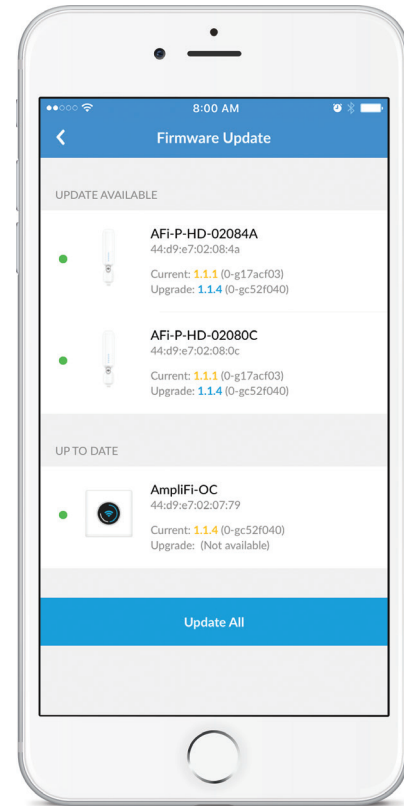 8:00 AM
Firmware Update
UPDATE AVAILABLE
AFi-P-HD-02084A
44:d9:e7:02:08:4a
Current: 1.1.1 (0-g17acf03)
Upgrade: 1.1.4 (0-gc52f040)
AFi-P-HD-02080C
44:d9:e7:02:08:0c
Current: 1.1.1 (0-g17acf03)
Upgrade: 1.1.4 (0-gc52f040)
UP TO DATE
AmpliFi-OC
44:d9:e7:02:07:79
Current: 1.1.4 (0-gc52f040)
Upgrade: (Not available)
Update All